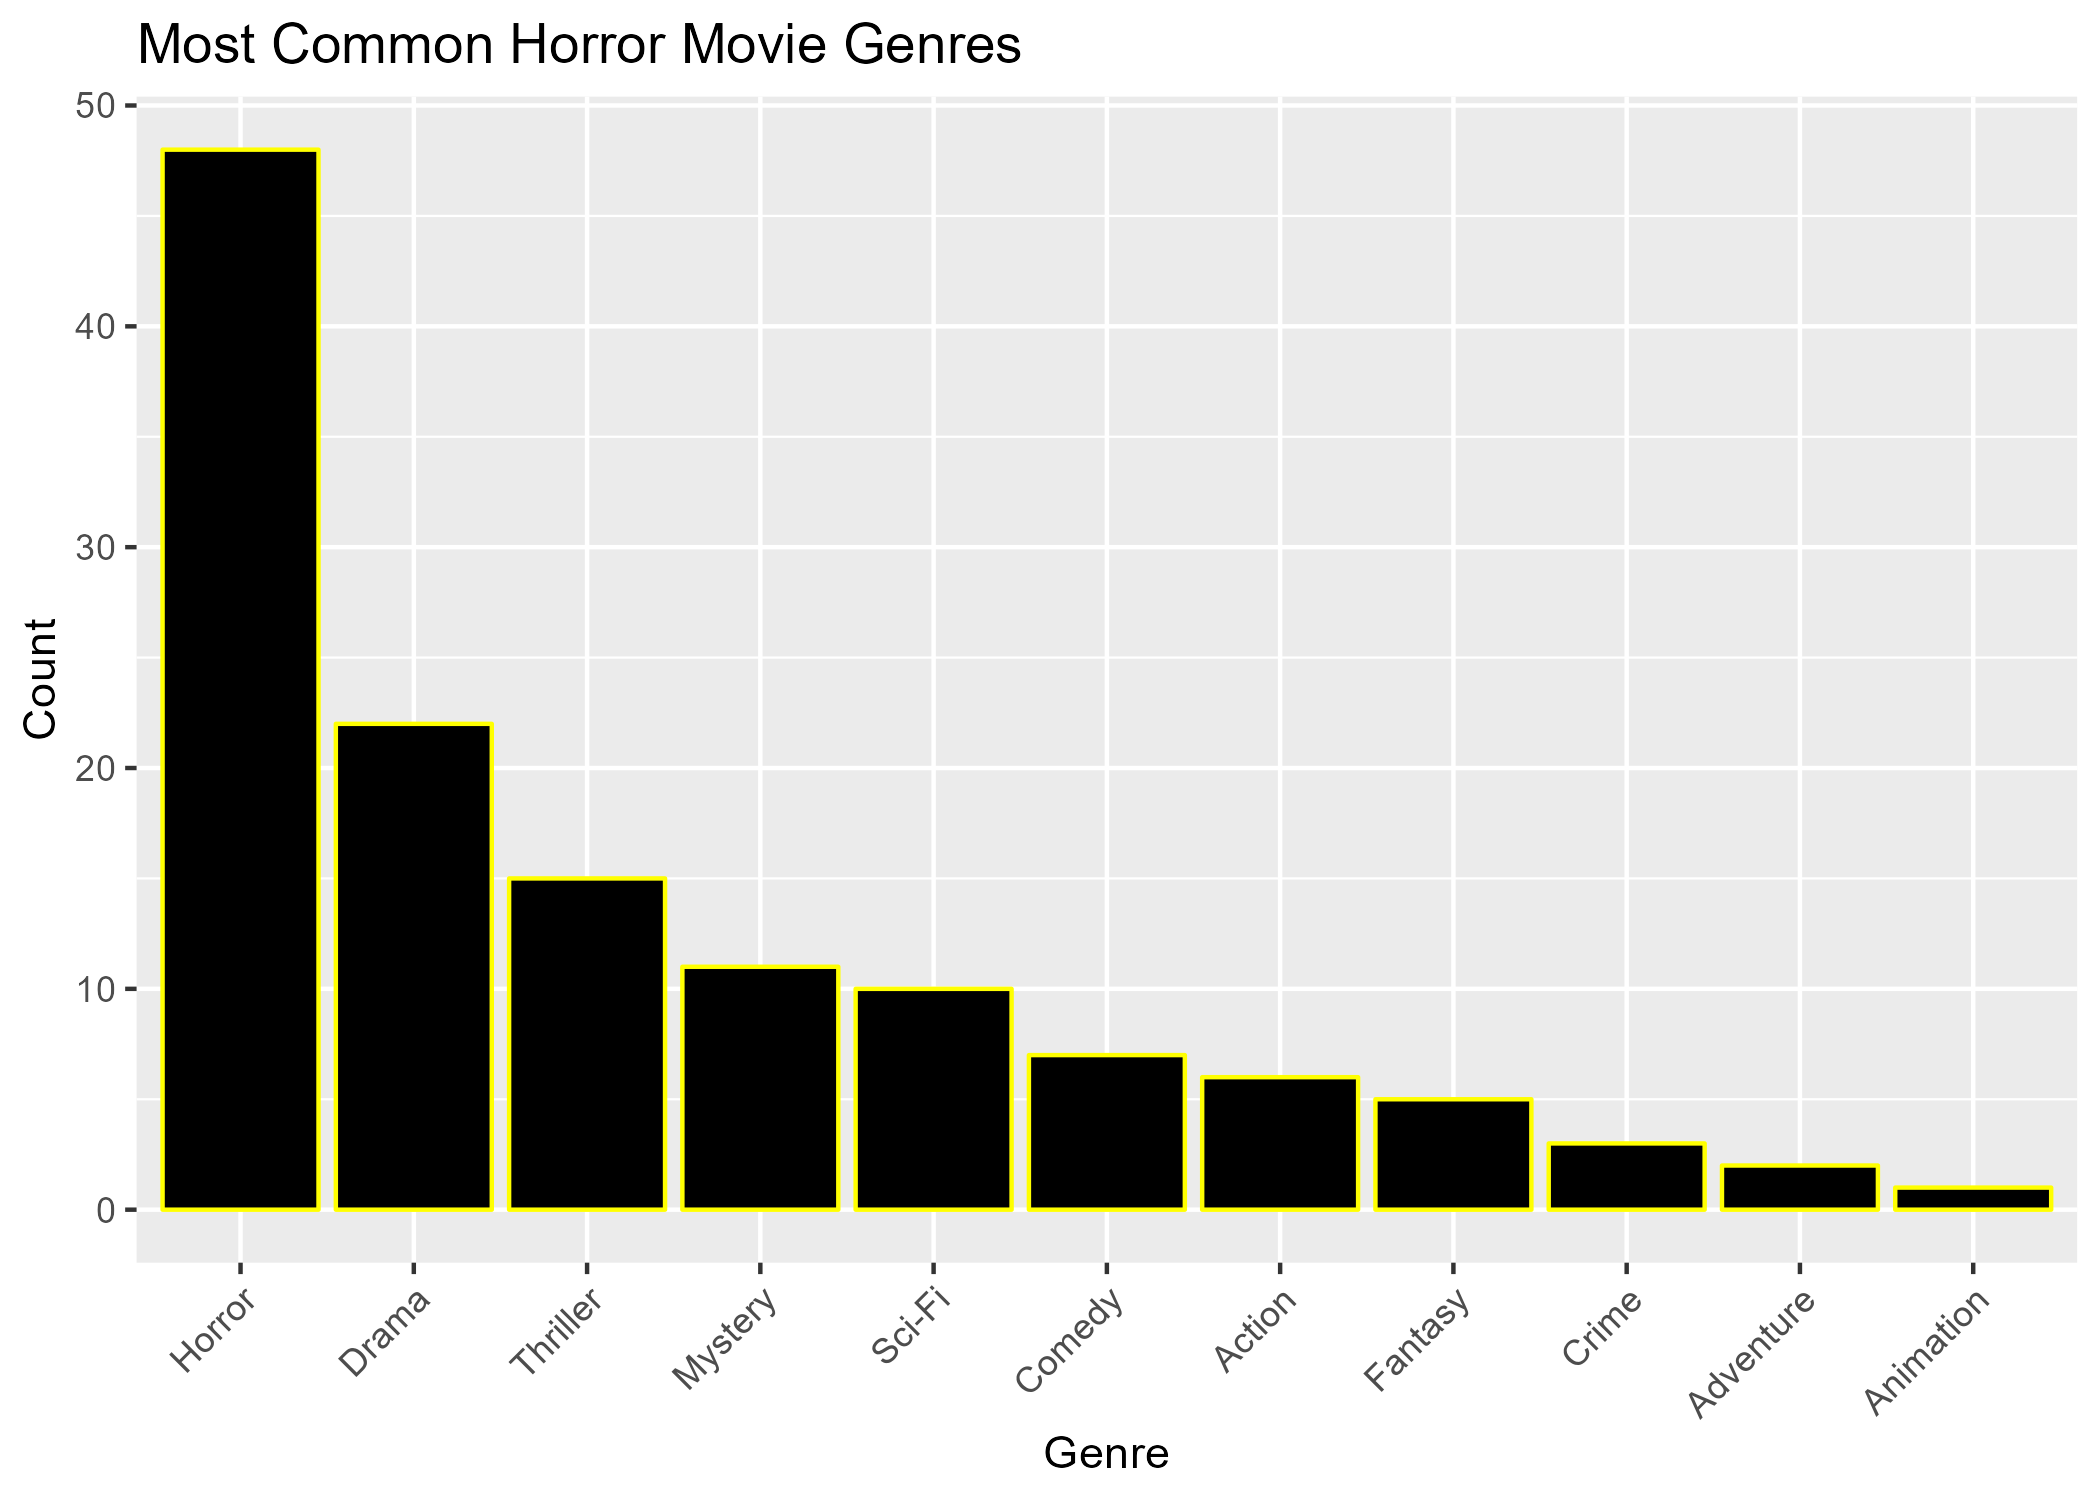 Most Common Horror Movie Genres
50
40
30
20
10
0
Count
Horror
Drama
Thriller
Mystery
Sci-Fi
Comedy
Action
Fantasy
Crime
Adventure
Animation
Genre